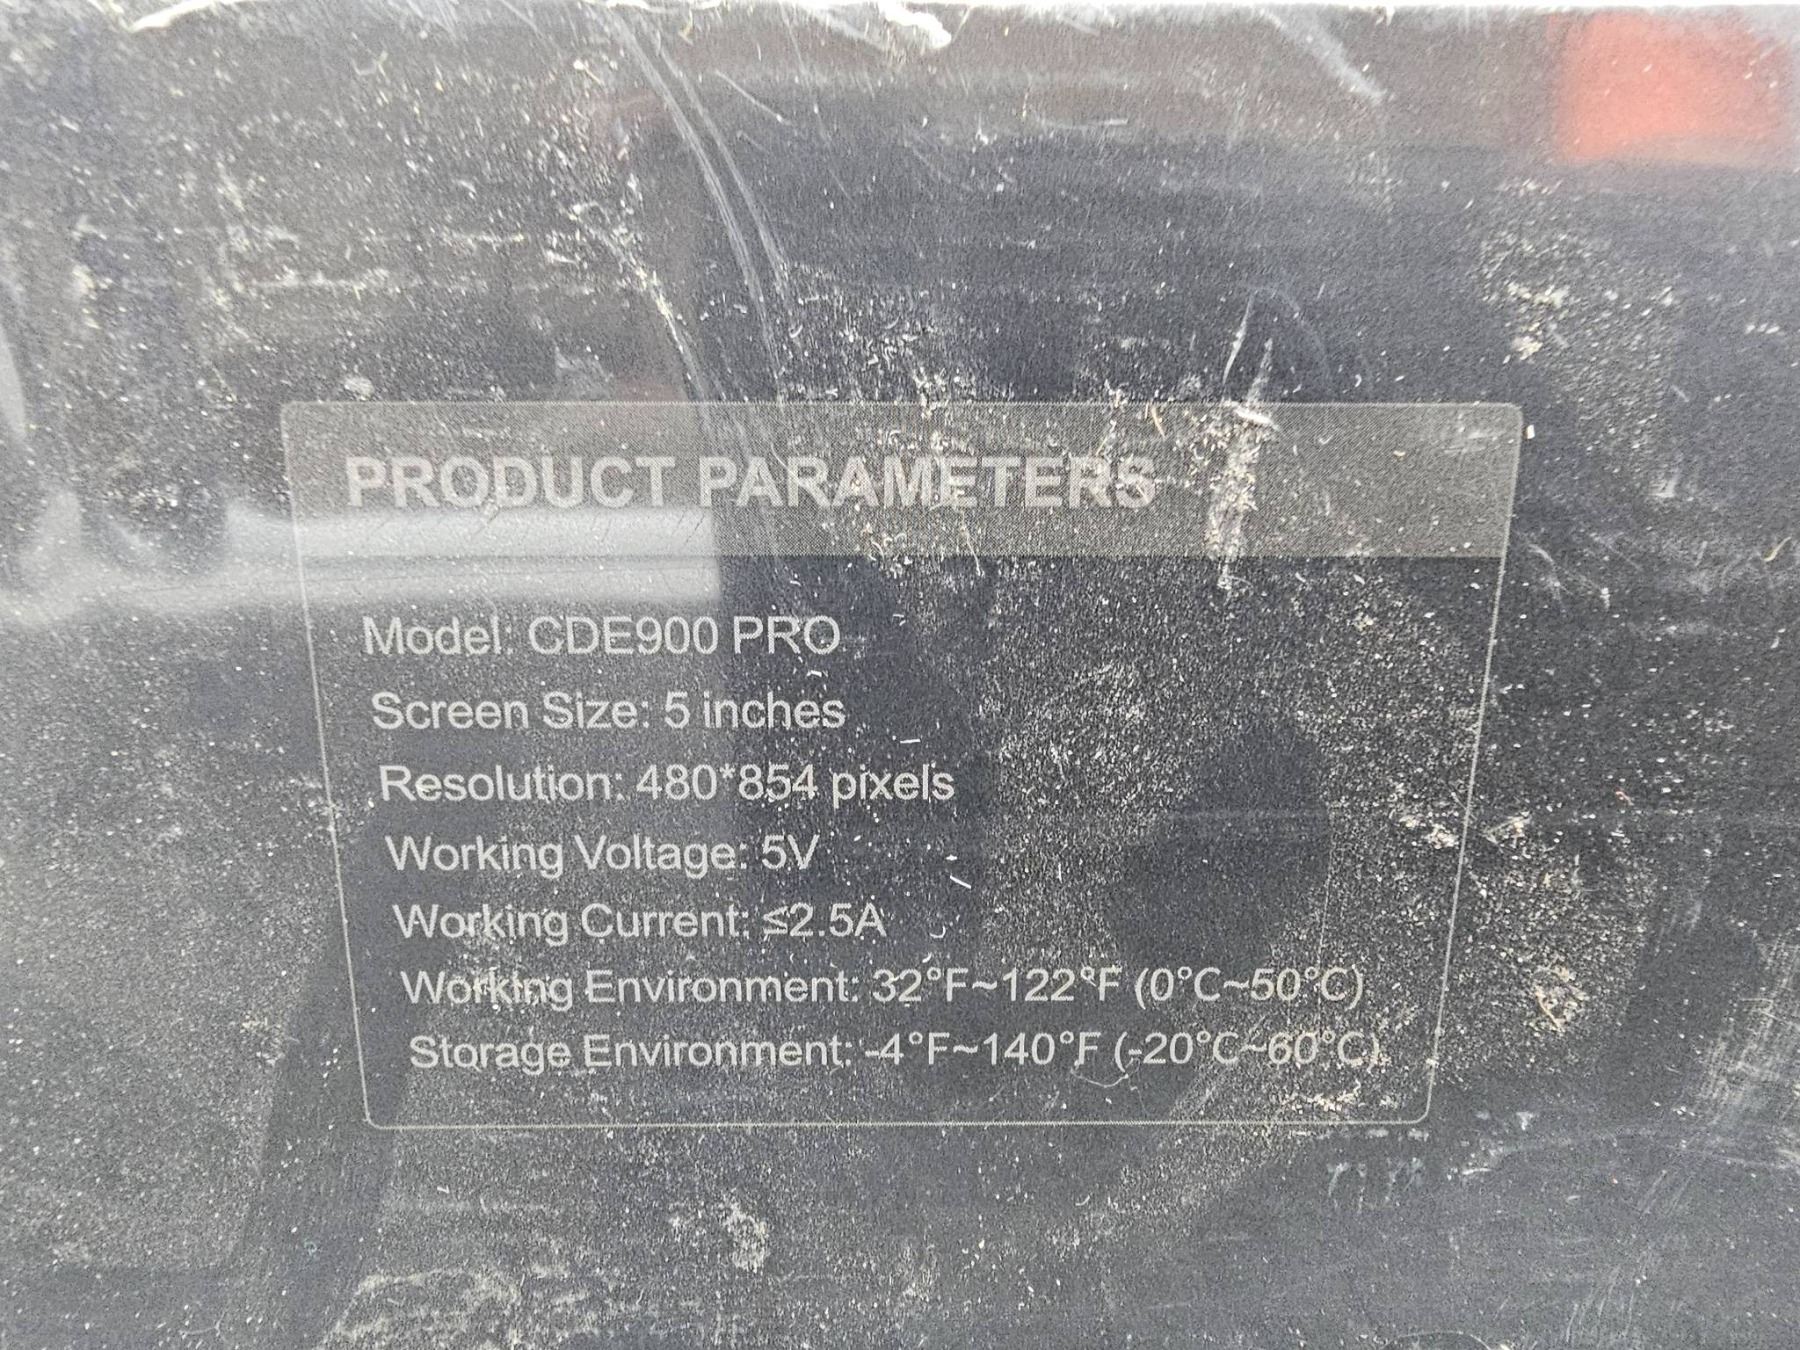 PRODUCT PARAMETERS
Model: CDE900 PRO
Screen Size: 5 inches
Resolution: 480*854 pixels
Working Voltage: 5V
Working Current: ≤2.5A
Working Environment: 32°F~122°F (0°C~50°C)
Storage Environment: -4°F~140°F (-20°C~60°C)